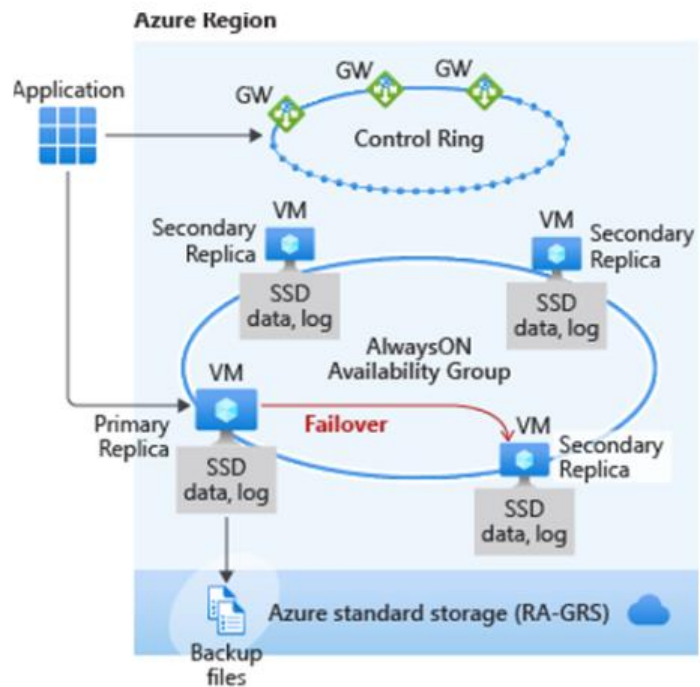 Azure Region
Application
GW
GW
GW
Control Ring
VM
Secondary
Replica
SSD
data, log
VM
Secondary
Replica
SSD
data, log
AlwaysON
Availability Group
VM
Primary
Replica
SSD
data, log
Failover
VM
Secondary
Replica
SSD
data, log
Azure standard storage (RA-GRS)
Backup
files